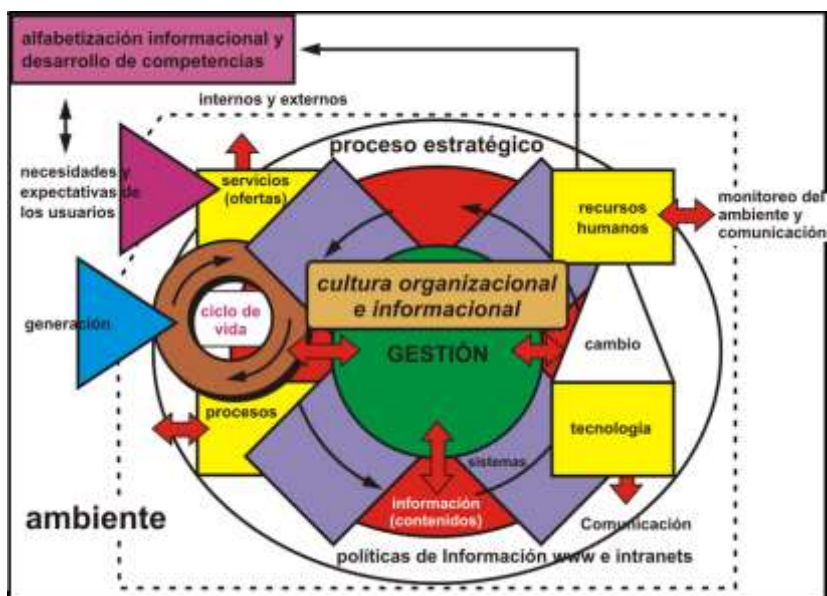 alfabetización informacional y
desarrollo de competencias
internos y externos
proceso estratégico
necesidades y
expectativas de
los usuarios
servicios
(ofertas)
recursos
humanos
monitoreo del
ambiente y
comunicación
cultura organizacional
e informacional
generación
ciclo de
vida
GESTIÓN
cambio
procesos
tecnología
sistemas
información
(contenidos)
ambiente
Comunicación
políticas de Información www e intranets